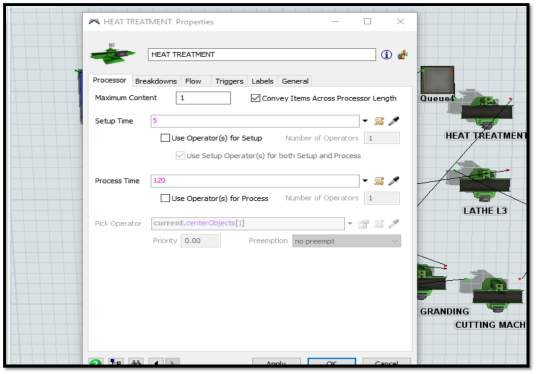 HEAT TREATMENT Properties
HEAT TREATMENT
Processor Breakdowns Flow Triggers Labels General
Maximum Content 1 Convey Items Across Processor Length
Setup Time 5
Use Operator(s) for Setup Number of Operators 1
Use Setup Operator(s) for both Setup and Process
Process Time 120
Use Operator(s) for Process Number of Operators 1
Pick Operator current.centerObjects[1]
Priority 0.00 Preemption no preempt
Apply OK Cancel
Queue4
HEAT TREATMENT
LATHE L3
GRANDING
CUTTING MACH